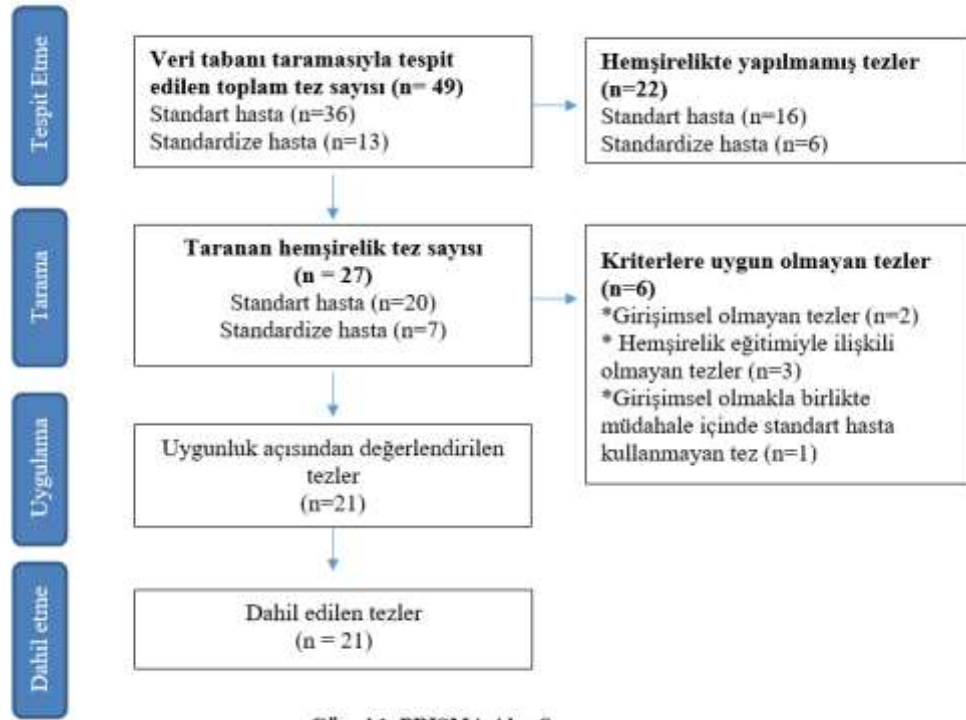 Tespit Etme
Veri tabanı taramasıyla tespit
edilen toplam tez sayısı (n= 49)
Standart hasta (n=36)
Standardize hasta (n=13)
Hemşirelikte yapılmamış tezler
(n=22)
Standart hasta (n=16)
Standardize hasta (n=6)
Tarama
Taranan hemşirelik tez sayısı
(n = 27)
Standart hasta (n=20)
Standardize hasta (n=7)
Kriterlere uygun olmayan tezler
(n=6)
*Girişimsel olmayan tezler (n=2)
* Hemşirelik eğitimiyle ilişkili
olmayan tezler (n=3)
*Girişimsel olmakla birlikte
müdahale içinde standart hasta
kullanmayan tez (n=1)
Uygulama
Uygunluk açısından değerlendirilen
tezler
(n=21)
Dahil etme
Dahil edilen tezler
(n = 21)
PRISMA